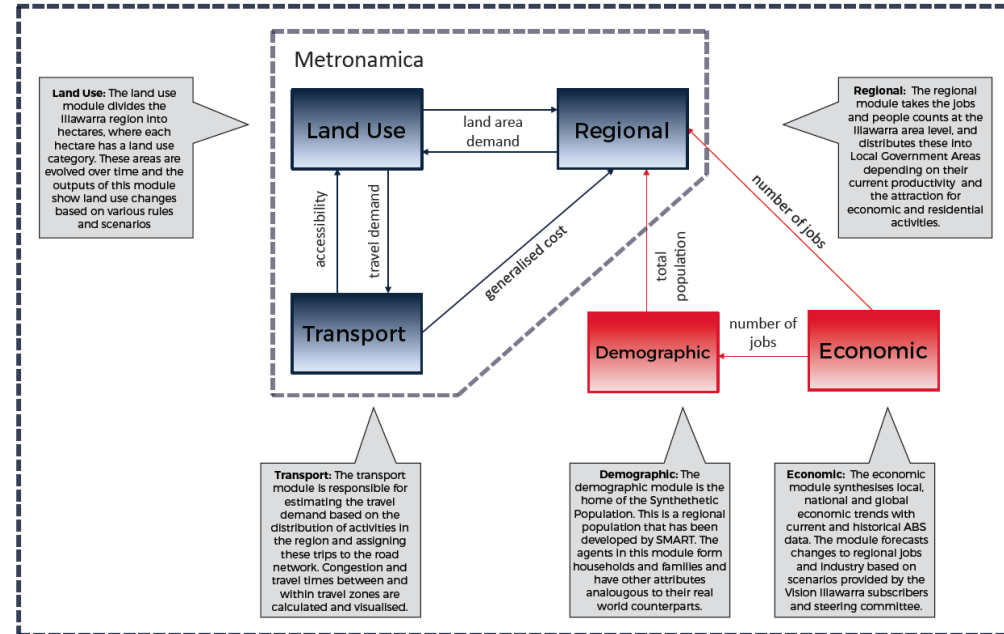 Metronamica
Land Use: The land
use
module divides the
Illawarra region into
hectares, where each
hectare has a land use
category. These areas are
evolved over time and the
outputs of this module
show land use changes
based on various rules
and scenarios
Land Use
land area
demand
Regional
Regional: The regional
module takes the jobs
and people counts at the
Illawarra area level, and
distributes these into
Local Government Areas
depending on their
current productivity and
the attraction for
economic and residential
activities.
accessibility
travel demand
generalised cost
total
population
number of jobs
Transport
Demographic
number of
jobs
Economic
Transport: The transport
module is responsible for
estimating the travel
demand based on the
distribution of activities in
the region and assigning
these trips to the road
network. Congestion and
travel times between and
within travel zones are
calculated and visualised.
Demographic: The
demographic module is the
home of the Synthethetic
Population. This is a regional
population that has been
developed by SMART. The
agents in this module form
households and families and
have other attributes
analougous to their real
world counterparts.
Economic: The economic
module synthesises local,
national and global
economic trends with
current and historical ABS
data. The module forecasts
changes to regional jobs
and industry based on
scenarios provided by the
Vision Illawarra subscribers
and steering committee.